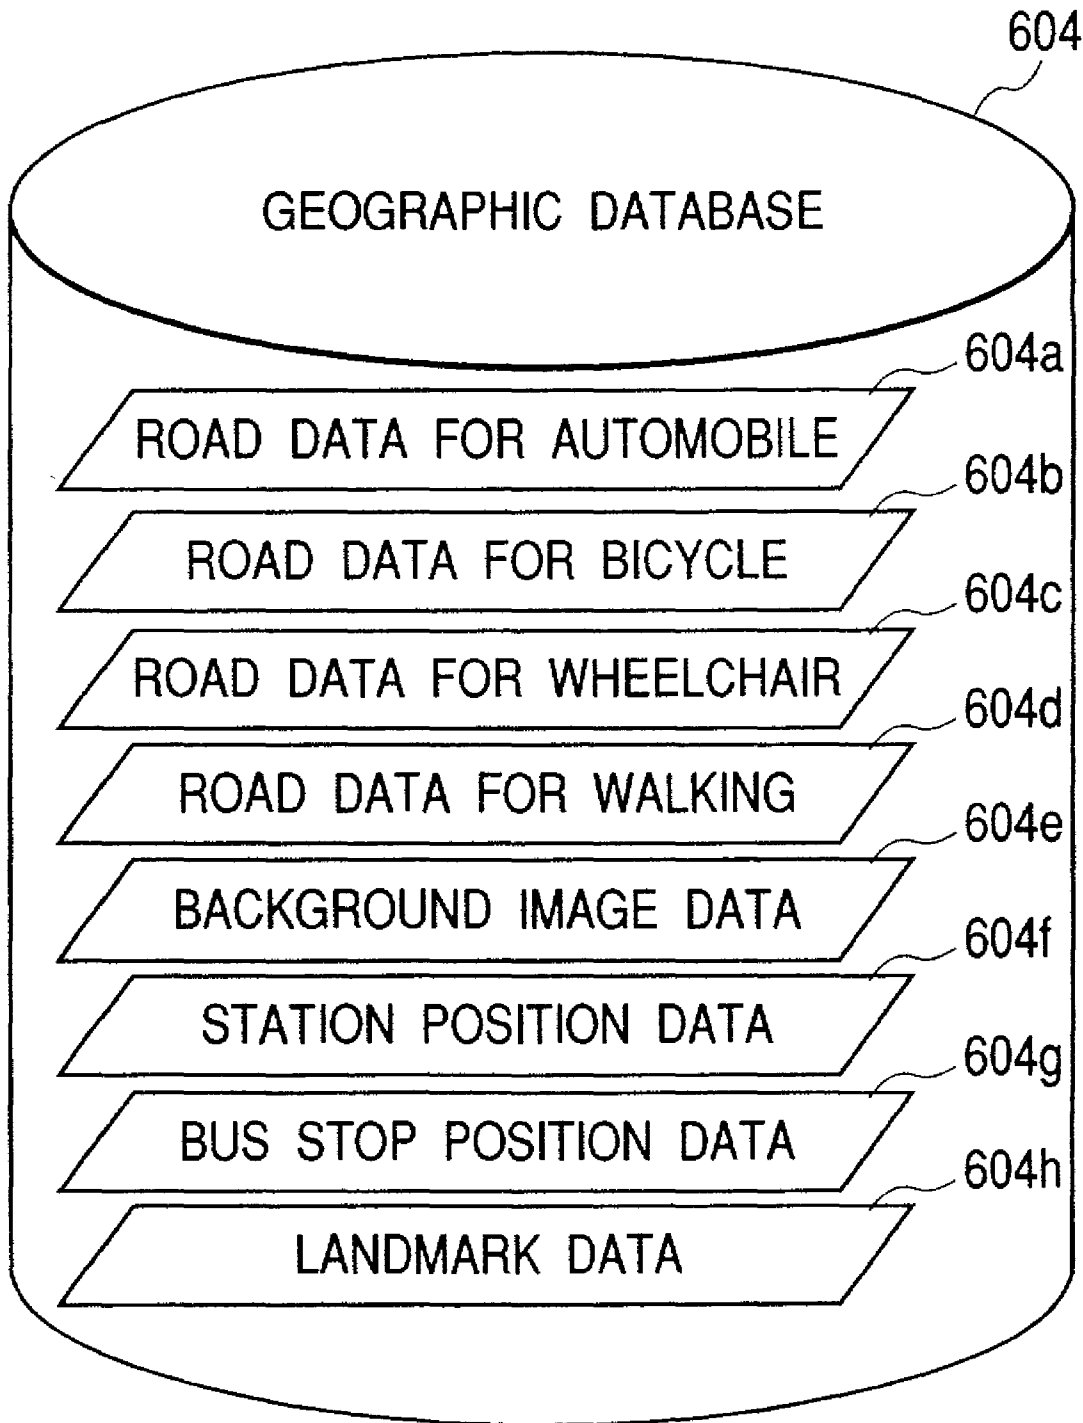 604
GEOGRAPHIC DATABASE
604a
ROAD DATA FOR AUTOMOBILE
604b
ROAD DATA FOR BICYCLE
604c
ROAD DATA FOR WHEELCHAIR
604d
ROAD DATA FOR WALKING
604e
BACKGROUND IMAGE DATA
604f
STATION POSITION DATA
604g
BUS STOP POSITION DATA
604h
LANDMARK DATA